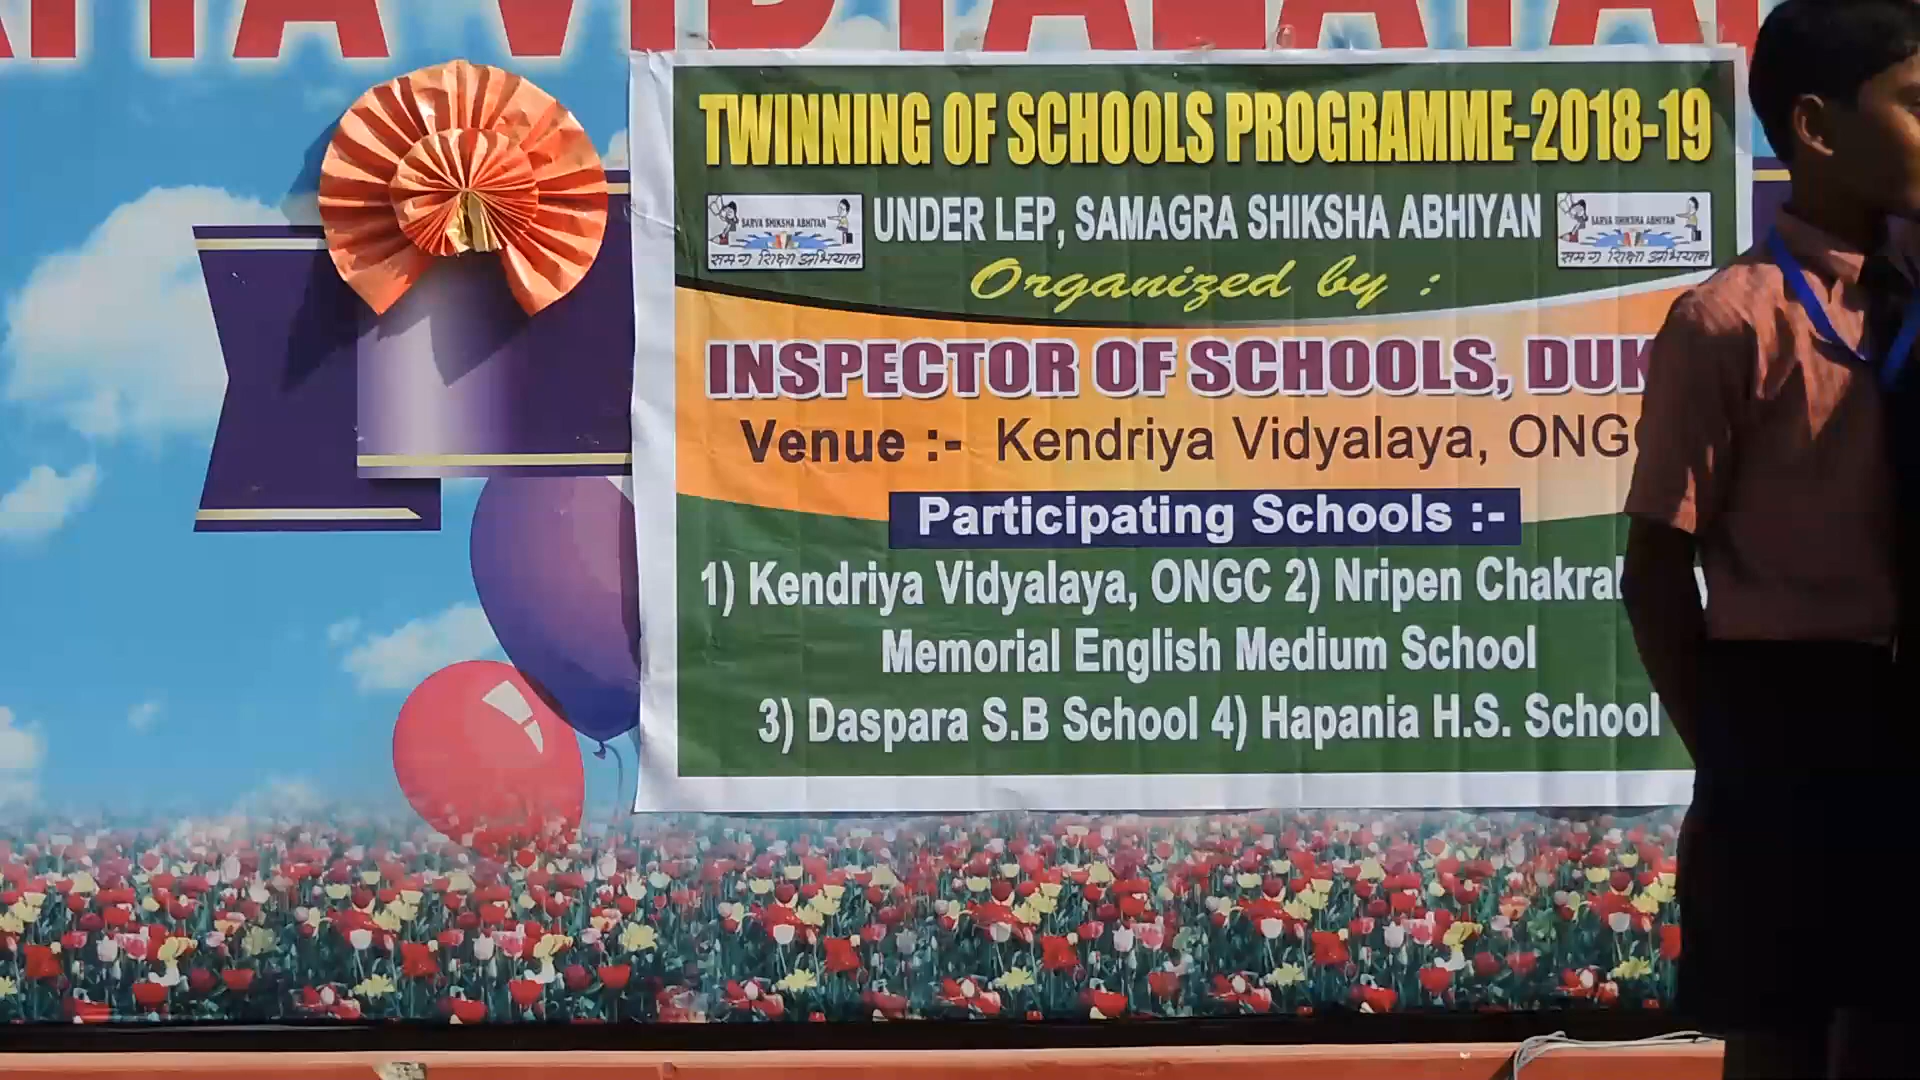 VIDYALAYA
TWINNING OF SCHOOLS PROGRAMME-2018-19
SARVA SHIKSHA ABHIYAN
समग्र शिक्षा अभियान
UNDER LEP, SAMAGRA SHIKSHA ABHIYAN
SARVA SHIKSHA ABHIYAN
समग्र शिक्षा अभियान
Organized by :
INSPECTOR OF SCHOOLS,
Venue :- Kendriya Vidyalaya,
Participating Schools :-
1) Kendriya Vidyalaya, ONGC 2) Nripen
Memorial English Medium School
3) Daspara S.B School 4) Hapania H.S. School